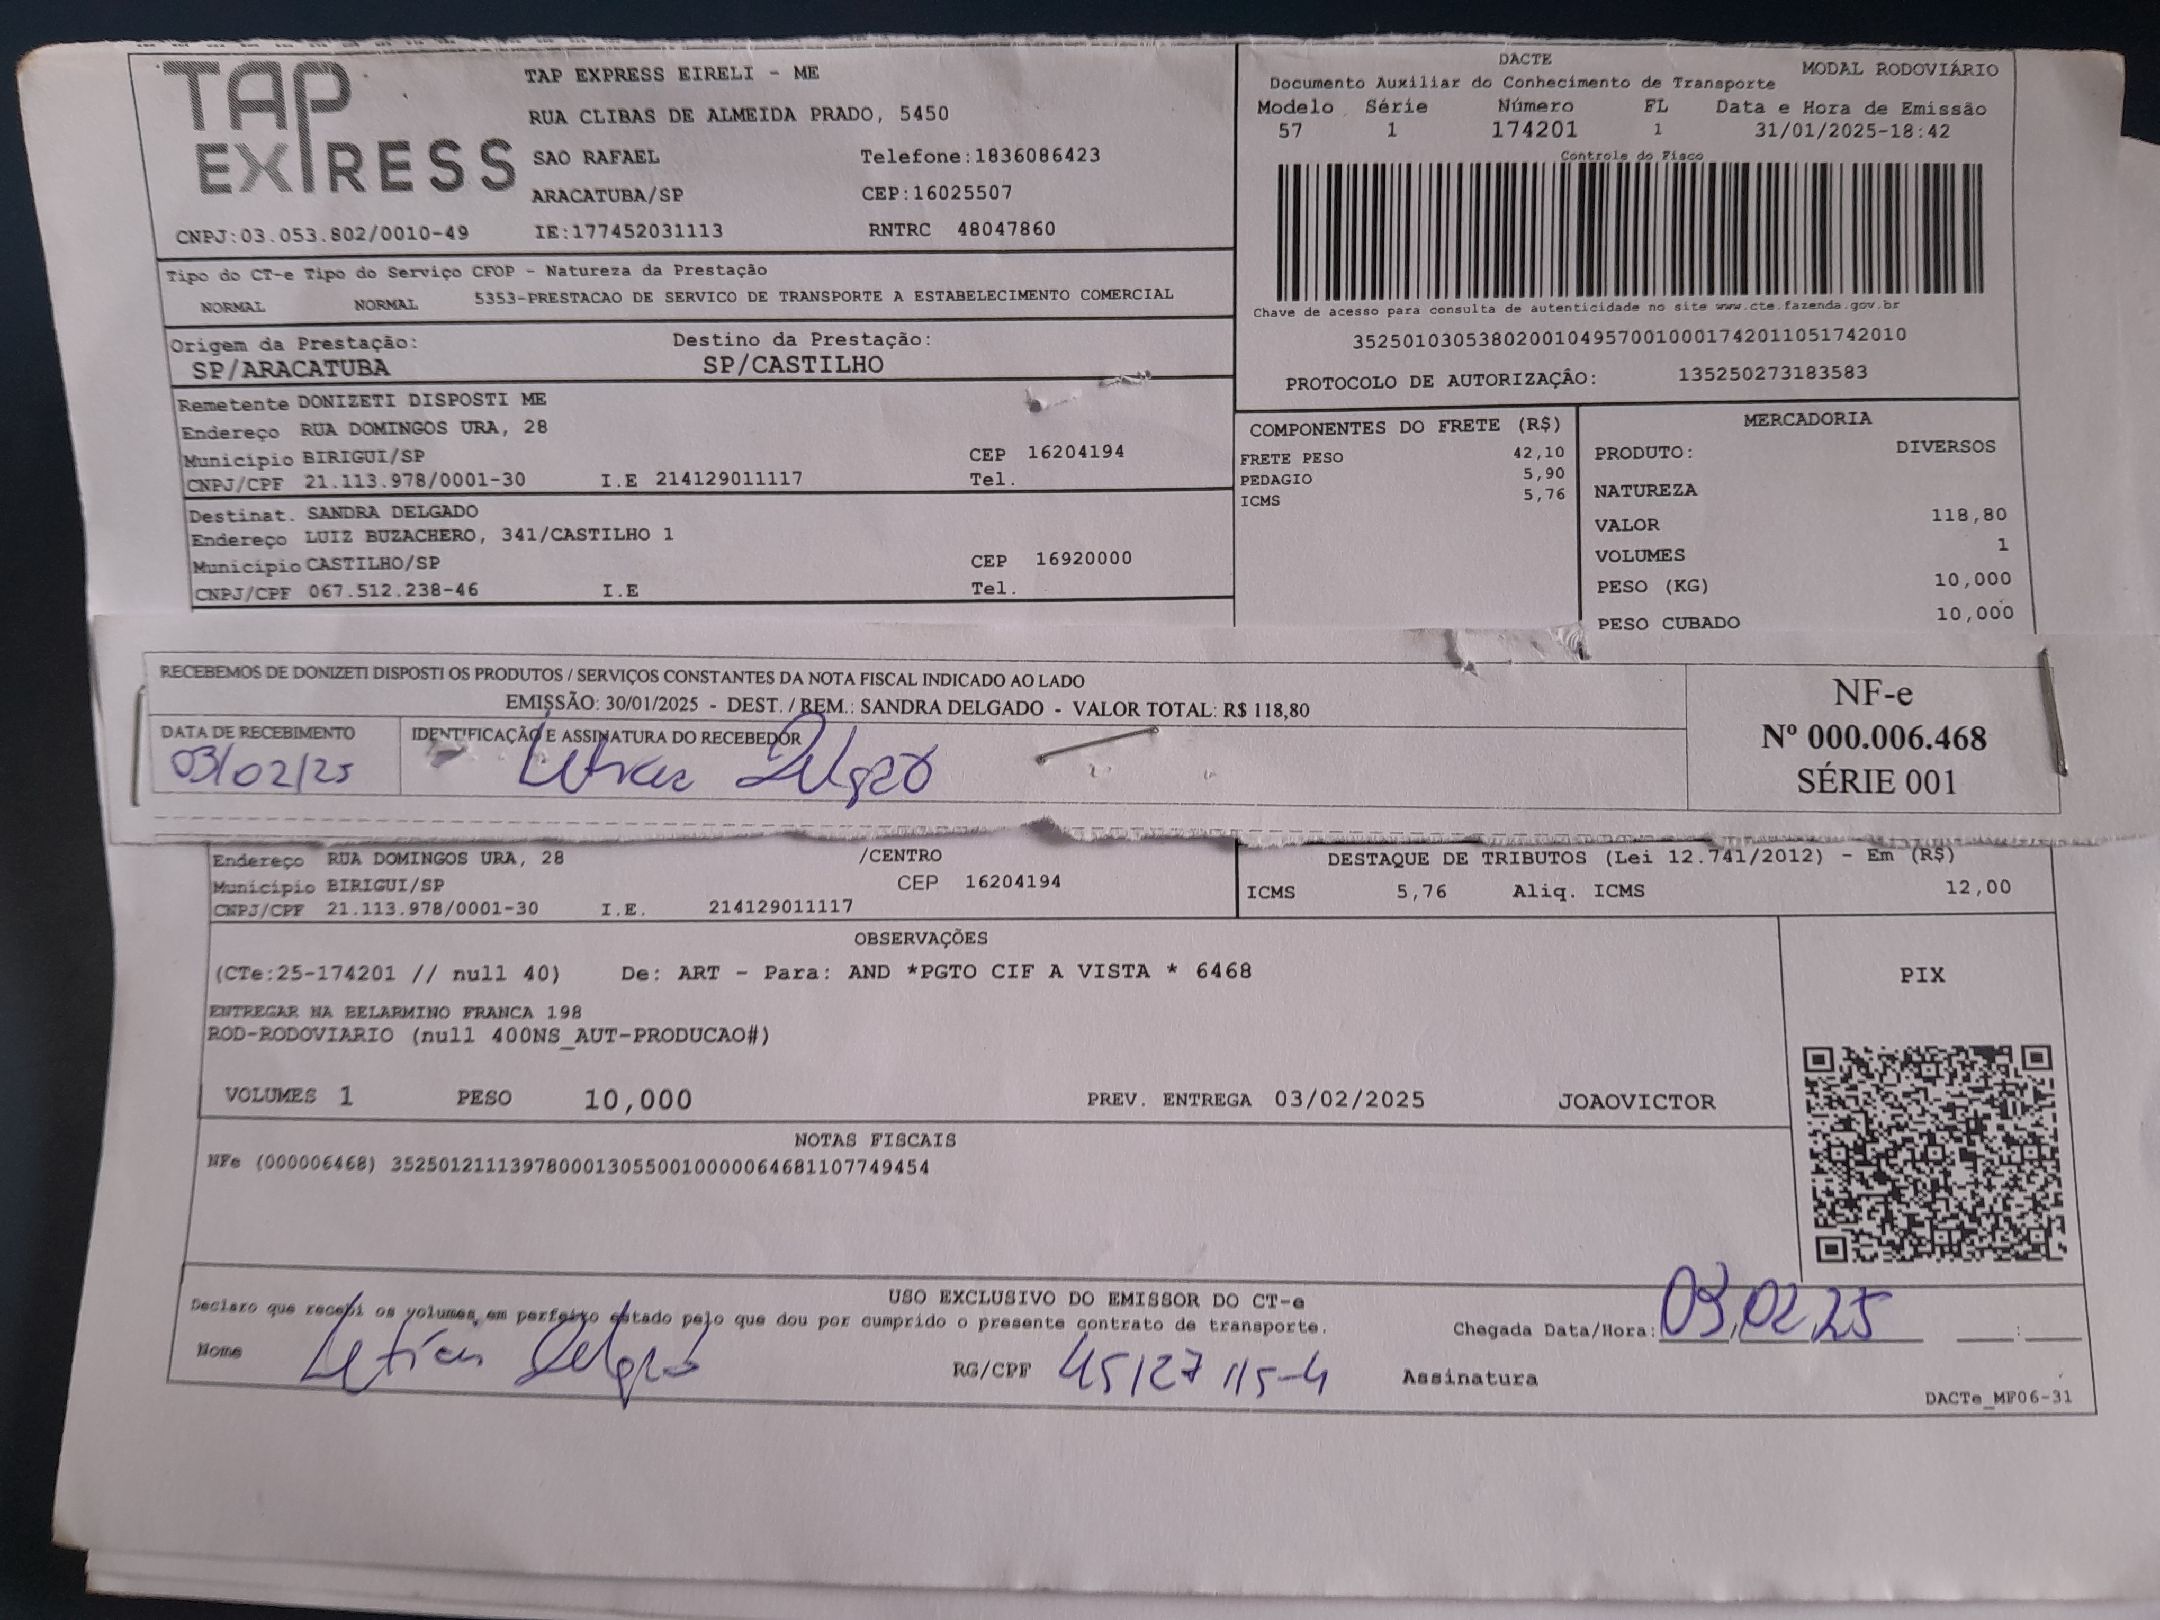 TAP EXPRESS
TAP EXPRESS EIRELI - ME
RUA CLIBAS DE ALMEIDA PRADO, 5450
SAO RAFAEL Telefone:1836086423
ARACATUBA/SP CEP:16025507
CNPJ:03.053.802/0010-49 IE:177452031113 RNTRC 48047860
DACTE
Documento Auxiliar do Conhecimento de Transporte MODAL RODOVIÁRIO
Modelo Série Número FL Data e Hora de Emissão
57 1 174201 1 31/01/2025-18:42
Controle do Fisco
Chave de acesso para consulta de autenticidade no site www.cte.fazenda.gov.br
35250103053802001049570010001742011051742010
PROTOCOLO DE AUTORIZAÇÂO: 135250273183583
Tipo do CT-e Tipo do Serviço CFOP - Natureza da Prestação
NORMAL NORMAL 5353-PRESTACAO DE SERVICO DE TRANSPORTE A ESTABELECIMENTO COMERCIAL
Origem da Prestação: Destino da Prestação:
SP/ARACATUBA SP/CASTILHO
Remetente DONIZETI DISPOSTI ME
Endereço RUA DOMINGOS URA, 28
Município BIRIGUI/SP CEP 16204194
CNPJ/CPF 21.113.978/0001-30 I.E 214129011117 Tel.
Destinat. SANDRA DELGADO
Endereço LUIZ BUZACHERO, 341/CASTILHO 1
Município CASTILHO/SP CEP 16920000
CNPJ/CPF 067.512.238-46 I.E Tel.
COMPONENTES DO FRETE (R$)
FRETE PESO 42,10
PEDAGIO 5,90
ICMS 5,76
MERCADORIA
PRODUTO: DIVERSOS
NATUREZA
VALOR 118,80
VOLUMES 1
PESO (KG) 10,000
PESO CUBADO 10,000
RECEBEMOS DE DONIZETI DISPOSTI OS PRODUTOS / SERVIÇOS CONSTANTES DA NOTA FISCAL INDICADO AO LADO
EMISSÃO: 30/01/2025 - DEST. / REM.: SANDRA DELGADO - VALOR TOTAL: R$ 118,80
DATA DE RECEBIMENTO IDENTIFICAÇÃO E ASSINATURA DO RECEBEDOR
03/02/25 Leticia Delgado
NF-e
Nº 000.006.468
SÉRIE 001
Endereço RUA DOMINGOS URA, 28 /CENTRO
Município BIRIGUI/SP CEP 16204194
CNPJ/CPF 21.113.978/0001-30 I.E. 214129011117
DESTAQUE DE TRIBUTOS (Lei 12.741/2012) - Em (R$)
ICMS 5,76 Aliq. ICMS 12,00
OBSERVAÇÕES
(CTe:25-174201 // null 40) De: ART - Para: AND *PGTO CIF A VISTA * 6468
ENTREGAR NA BELARMINO FRANCA 198
ROD-RODOVIARIO (null 400NS_AUT-PRODUCAO#)
PIX
VOLUMES 1 PESO 10,000 PREV. ENTREGA 03/02/2025 JOAOVICTOR
NOTAS FISCAIS
NFe (000006468) 35250121113978000130550010000064681107749454
USO EXCLUSIVO DO EMISSOR DO CT-e
Declaro que recebi os volumes em perfeito estado pelo que dou por cumprido o presente contrato de transporte.
Chegada Data/Hora: 03/02/25 :
Nome Leticia Delgado RG/CPF 45127115-4 Assinatura
DACTe_MF06-31